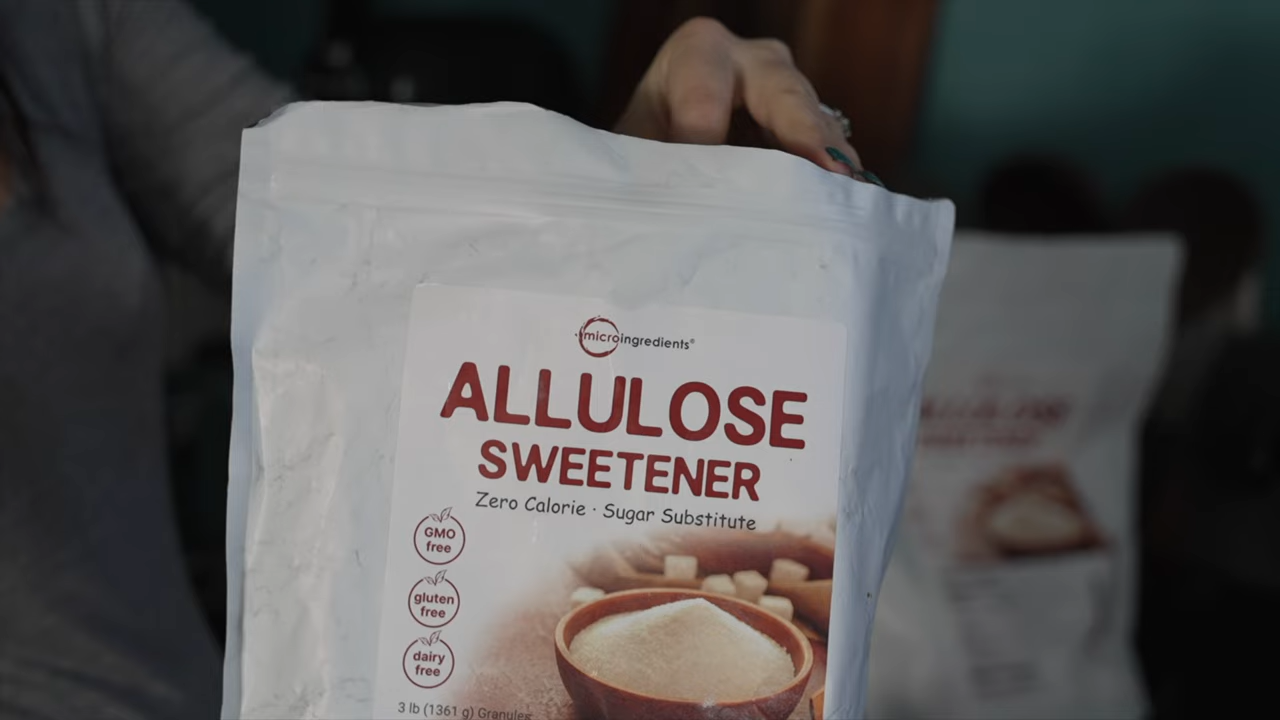 microingredients®
ALLULOSE
SWEETENER
Zero Calorie · Sugar Substitute
GMO
free
gluten
free
dairy
free
3 lb (1361 g) Granules